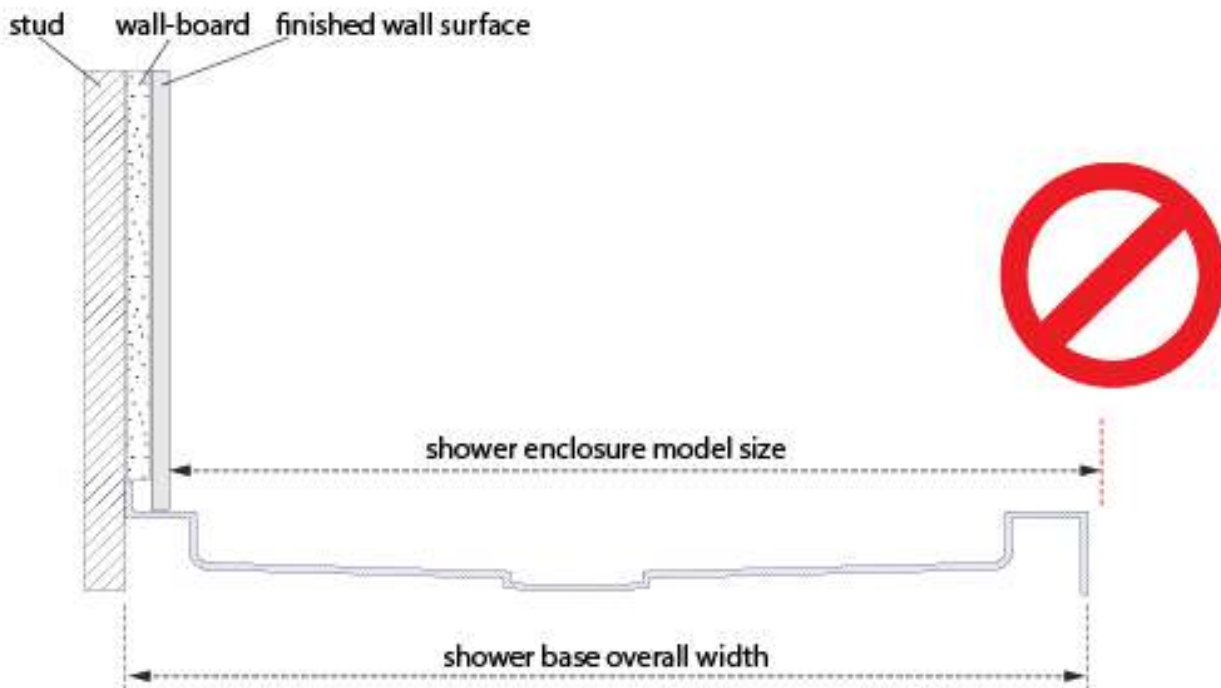 stud wall-board finished wall surface
shower enclosure model size
shower base overall width